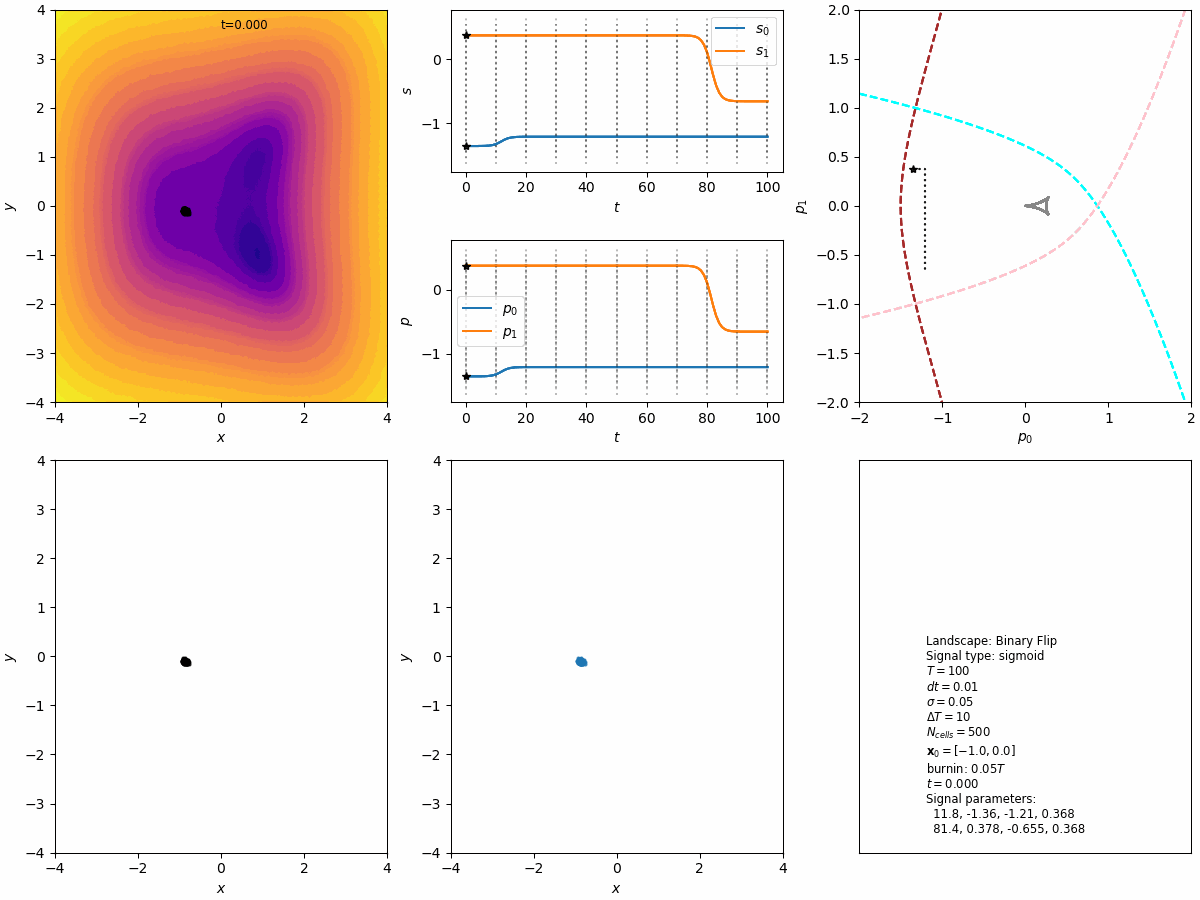 t=0.000
4
3
2
1
0
−1
−2
−3
−4
y
−4
−2
0
2
4
x
s₀
s₁
0
−1
s
0
20
40
60
80
100
t
p₀
p₁
0
−1
p
0
20
40
60
80
100
t
2.0
1.5
1.0
0.5
0.0
−0.5
−1.0
−1.5
−2.0
p₁
−2
−1
0
1
2
p₀
4
3
2
1
0
−1
−2
−3
−4
y
−4
−2
0
2
4
x
4
3
2
1
0
−1
−2
−3
−4
y
−4
−2
0
2
4
x
Landscape: Binary Flip
Signal type: sigmoid
T = 100
dt = 0.01
σ = 0.05
ΔT = 10
N_cells = 500
x₀ = [−1.0, 0.0]
burnin: 0.05T
t = 0.000
Signal parameters:
11.8, -1.36, -1.21, 0.368
81.4, 0.378, -0.655, 0.368